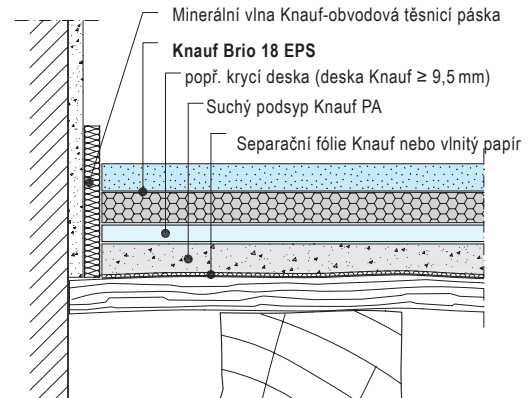 Minerální vlna Knauf-obvodová těsnicí páska
Knauf Brio 18 EPS
popř. krycí deska (deska Knauf ≥ 9,5 mm)
Suchý podsyp Knauf PA
Separační fólie Knauf nebo vlnitý papír